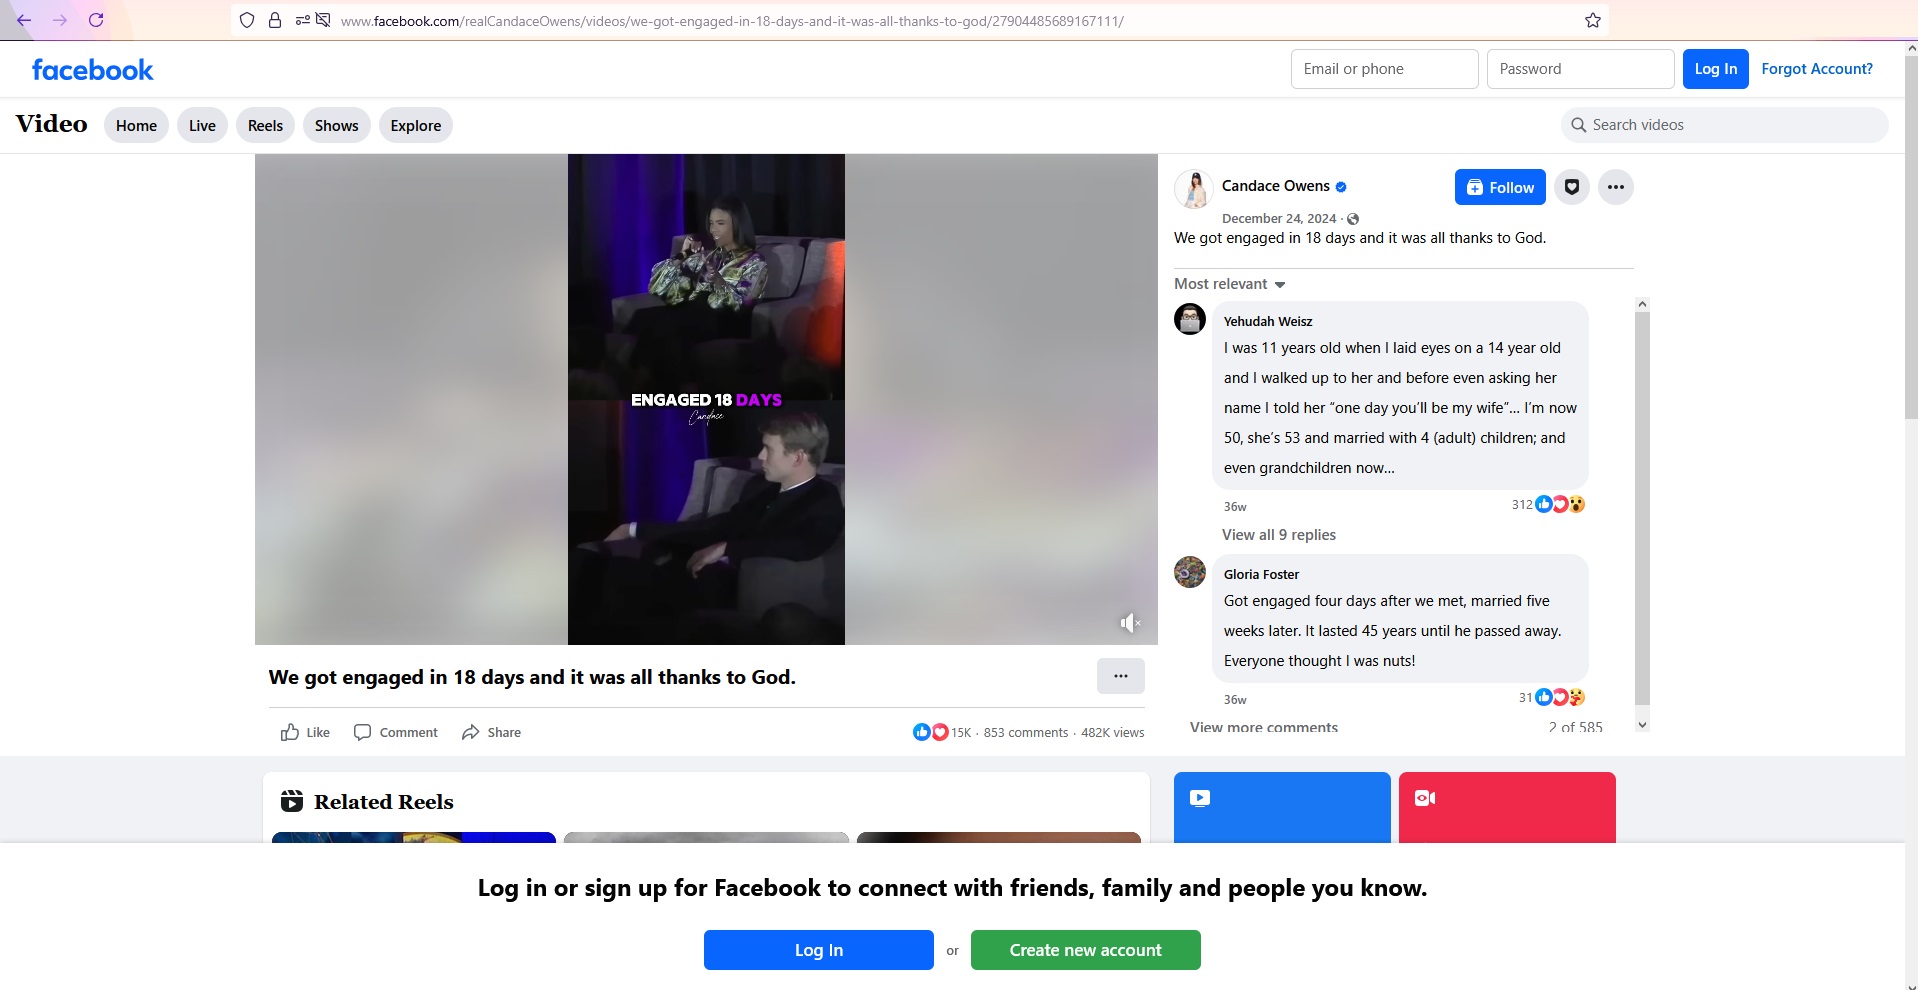 www.facebook.com/realCandaceOwens/videos/we-got-engaged-in-18-days-and-it-was-all-thanks-to-god/27904485689167111/
facebook
Email or phone
Password
Log In
Forgot Account?
Video
Home
Live
Reels
Shows
Explore
Search videos
ENGAGED 18 DAYS
Candace
Candace Owens
Follow
December 24, 2024 ·
We got engaged in 18 days and it was all thanks to God.
Most relevant
Yehudah Weisz
I was 11 years old when I laid eyes on a 14 year old
and I walked up to her and before even asking her
name I told her “one day you’ll be my wife”... I’m now
50, she’s 53 and married with 4 (adult) children; and
even grandchildren now...
36w
312
View all 9 replies
Gloria Foster
Got engaged four days after we met, married five
weeks later. It lasted 45 years until he passed away.
Everyone thought I was nuts!
36w
31
View more comments
2 of 585
We got engaged in 18 days and it was all thanks to God.
Like
Comment
Share
15K · 853 comments · 482K views
Related Reels
Log in or sign up for Facebook to connect with friends, family and people you know.
Log In
or
Create new account